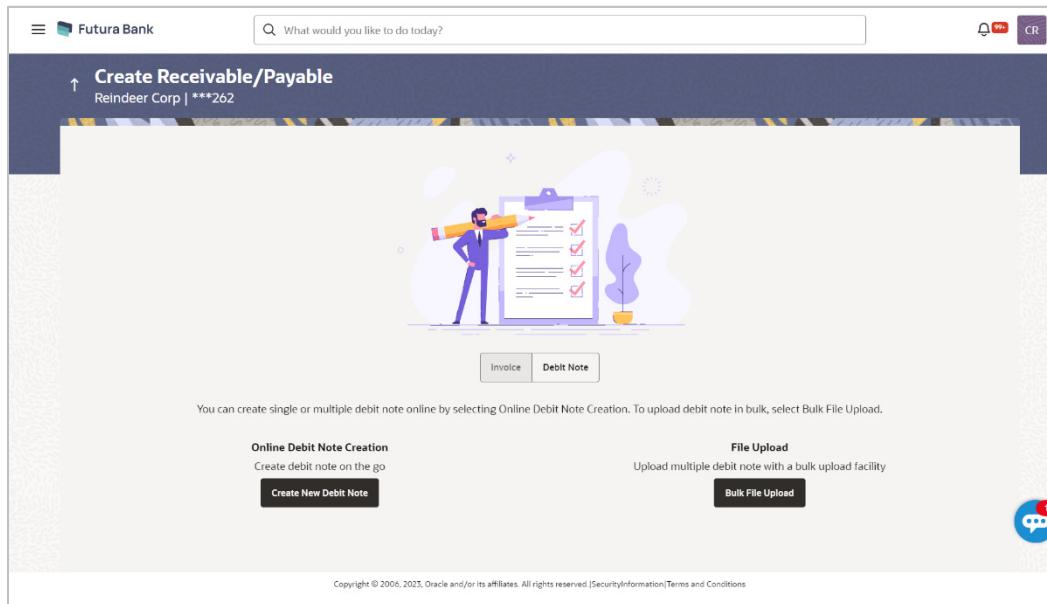 Futura Bank
What would you like to do today?
99+
CR
Create Receivable/Payable
Reindeer Corp | ***262
Invoice
Debit Note
You can create single or multiple debit note online by selecting Online Debit Note Creation. To upload debit note in bulk, select Bulk File Upload.
Online Debit Note Creation
File Upload
Create debit note on the go
Upload multiple debit note with a bulk upload facility
Create New Debit Note
Bulk File Upload
Copyright © 2006, 2023, Oracle and/or its affiliates. All rights reserved.|SecurityInformation|Terms and Conditions